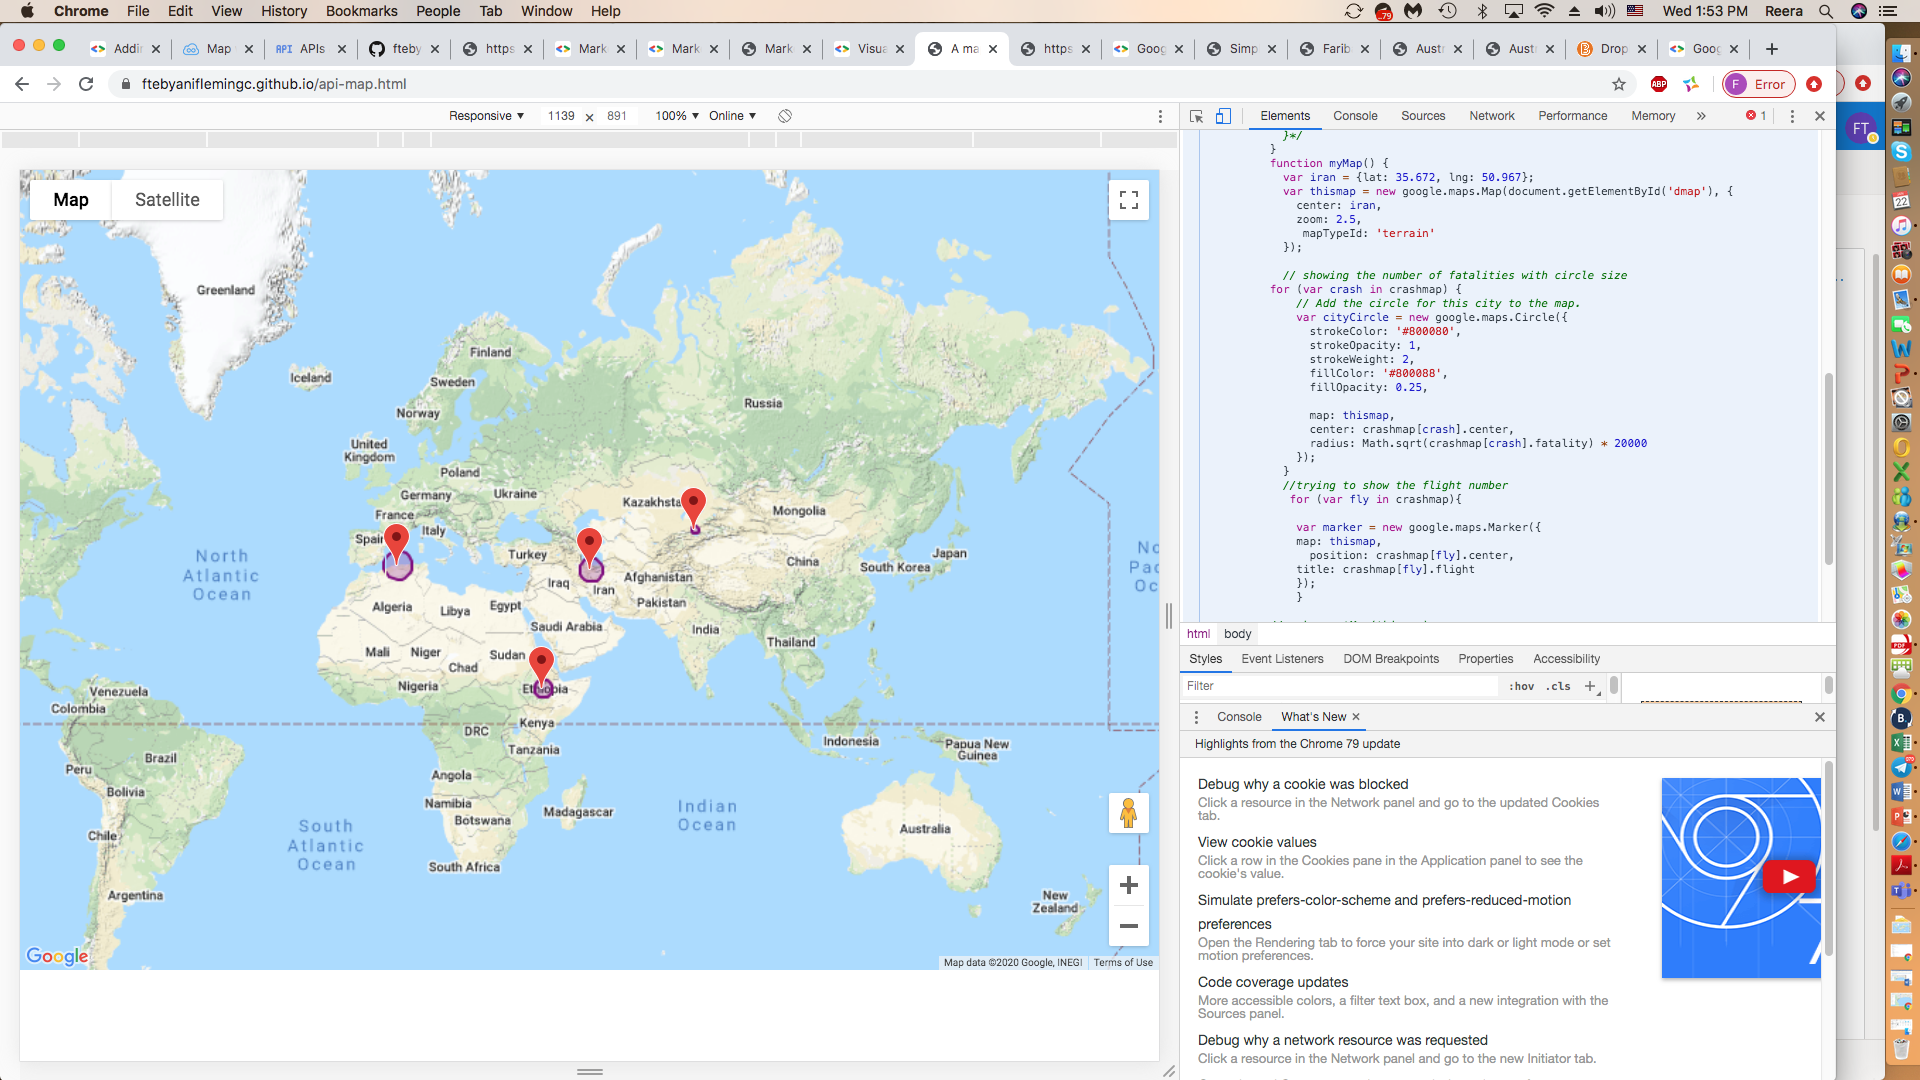 Chrome File Edit View History Bookmarks People Tab Window Help
79
Wed 1:53 PM Reera
Addin
Map
API APIs
fteby
https
Mark
Mark
Mark
Visua
A ma
https
Goog
Simp
Farib
Austr
Austr
Drop
Goog
ftebyaniflemingc.github.io/api-map.html
ABP
F Error
Responsive ▾ 1139 × 891 100% ▾ Online ▾
Elements Console Sources Network Performance Memory » 1
FT
Map Satellite
Greenland
Iceland
Finland
Sweden
Norway
Russia
United
Kingdom
Poland
Germany
Ukraine
France
Kazakhsta
Mongolia
Spai
Italy
Turkey
China
South Korea
Japan
North
Atlantic
Ocean
Iraq
Iran
Afghanistan
Pakistan
Algeria
Libya
Egypt
Saudi Arabia
India
Thailand
Mali
Niger
Chad
Sudan
Nigeria
Et
pia
Venezuela
Colombia
Kenya
DRC
Tanzania
Indonesia
Papua New
Guinea
Brazil
Peru
Bolivia
Angola
Namibia
Botswana
Madagascar
Indian
Ocean
South
Atlantic
Ocean
Chile
South Africa
Australia
Argentina
New
Zealand
No
Pac
Oc
Google
Map data ©2020 Google, INEGI Terms of Use
}*/
}
function myMap() {
var iran = {lat: 35.672, lng: 50.967};
var thismap = new google.maps.Map(document.getElementById('dmap'), {
center: iran,
zoom: 2.5,
mapTypeId: 'terrain'
});
// showing the number of fatalities with circle size
for (var crash in crashmap) {
// Add the circle for this city to the map.
var cityCircle = new google.maps.Circle({
strokeColor: '#800080',
strokeOpacity: 1,
strokeWeight: 2,
fillColor: '#800088',
fillOpacity: 0.25,
map: thismap,
center: crashmap[crash].center,
radius: Math.sqrt(crashmap[crash].fatality) * 20000
});
}
//trying to show the flight number
for (var fly in crashmap){
var marker = new google.maps.Marker({
map: thismap,
position: crashmap[fly].center,
title: crashmap[fly].flight
});
}
html body
Styles Event Listeners DOM Breakpoints Properties Accessibility
Filter :hov .cls +
Console What's New ×
Highlights from the Chrome 79 update
Debug why a cookie was blocked
Click a resource in the Network panel and go to the updated Cookies
tab.
View cookie values
Click a row in the Cookies pane in the Application panel to see the
cookie's value.
Simulate prefers-color-scheme and prefers-reduced-motion
preferences
Open the Rendering tab to force your site into dark or light mode or set
motion preferences.
Code coverage updates
More accessible colors, a filter text box, and a new integration with the
Sources panel.
Debug why a network resource was requested
Click a resource in the Network panel and go to the new Initiator tab.